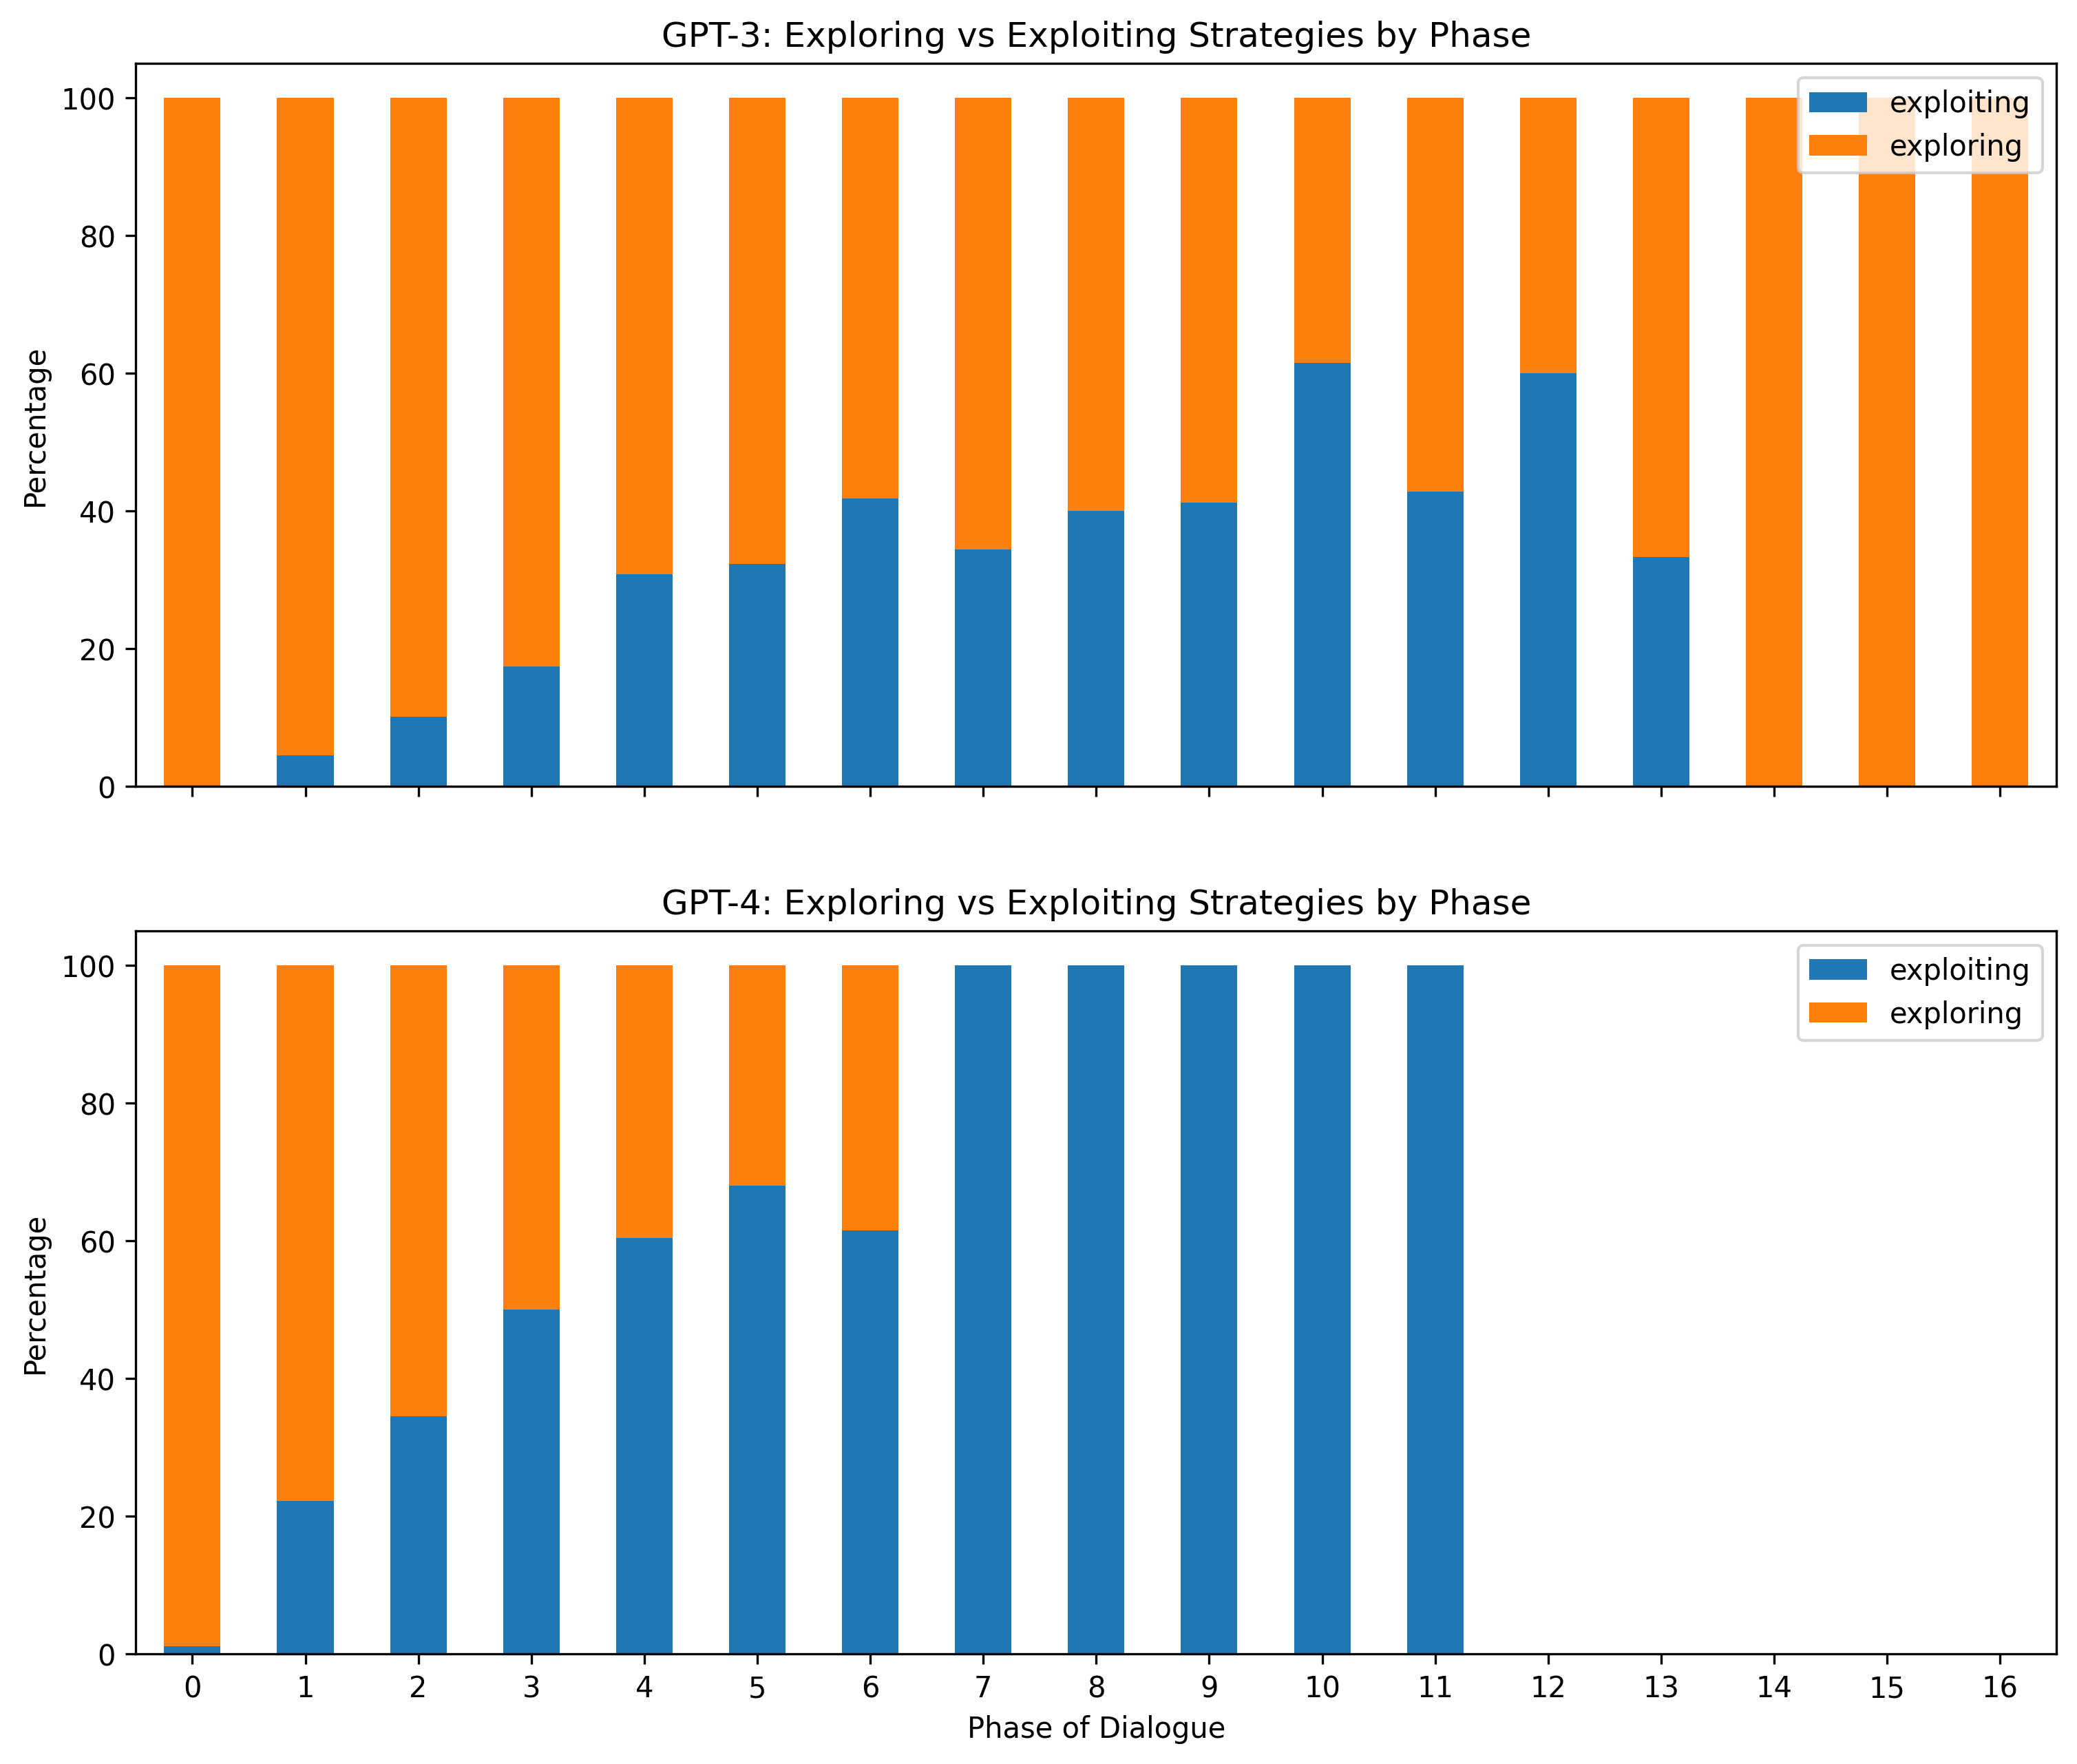 GPT-3: Exploring vs Exploiting Strategies by Phase
exploiting
exploring
100
80
60
40
20
0
Percentage
GPT-4: Exploring vs Exploiting Strategies by Phase
exploiting
exploring
100
80
60
40
20
0
Percentage
0 1 2 3 4 5 6 7 8 9 10 11 12 13 14 15 16
Phase of Dialogue